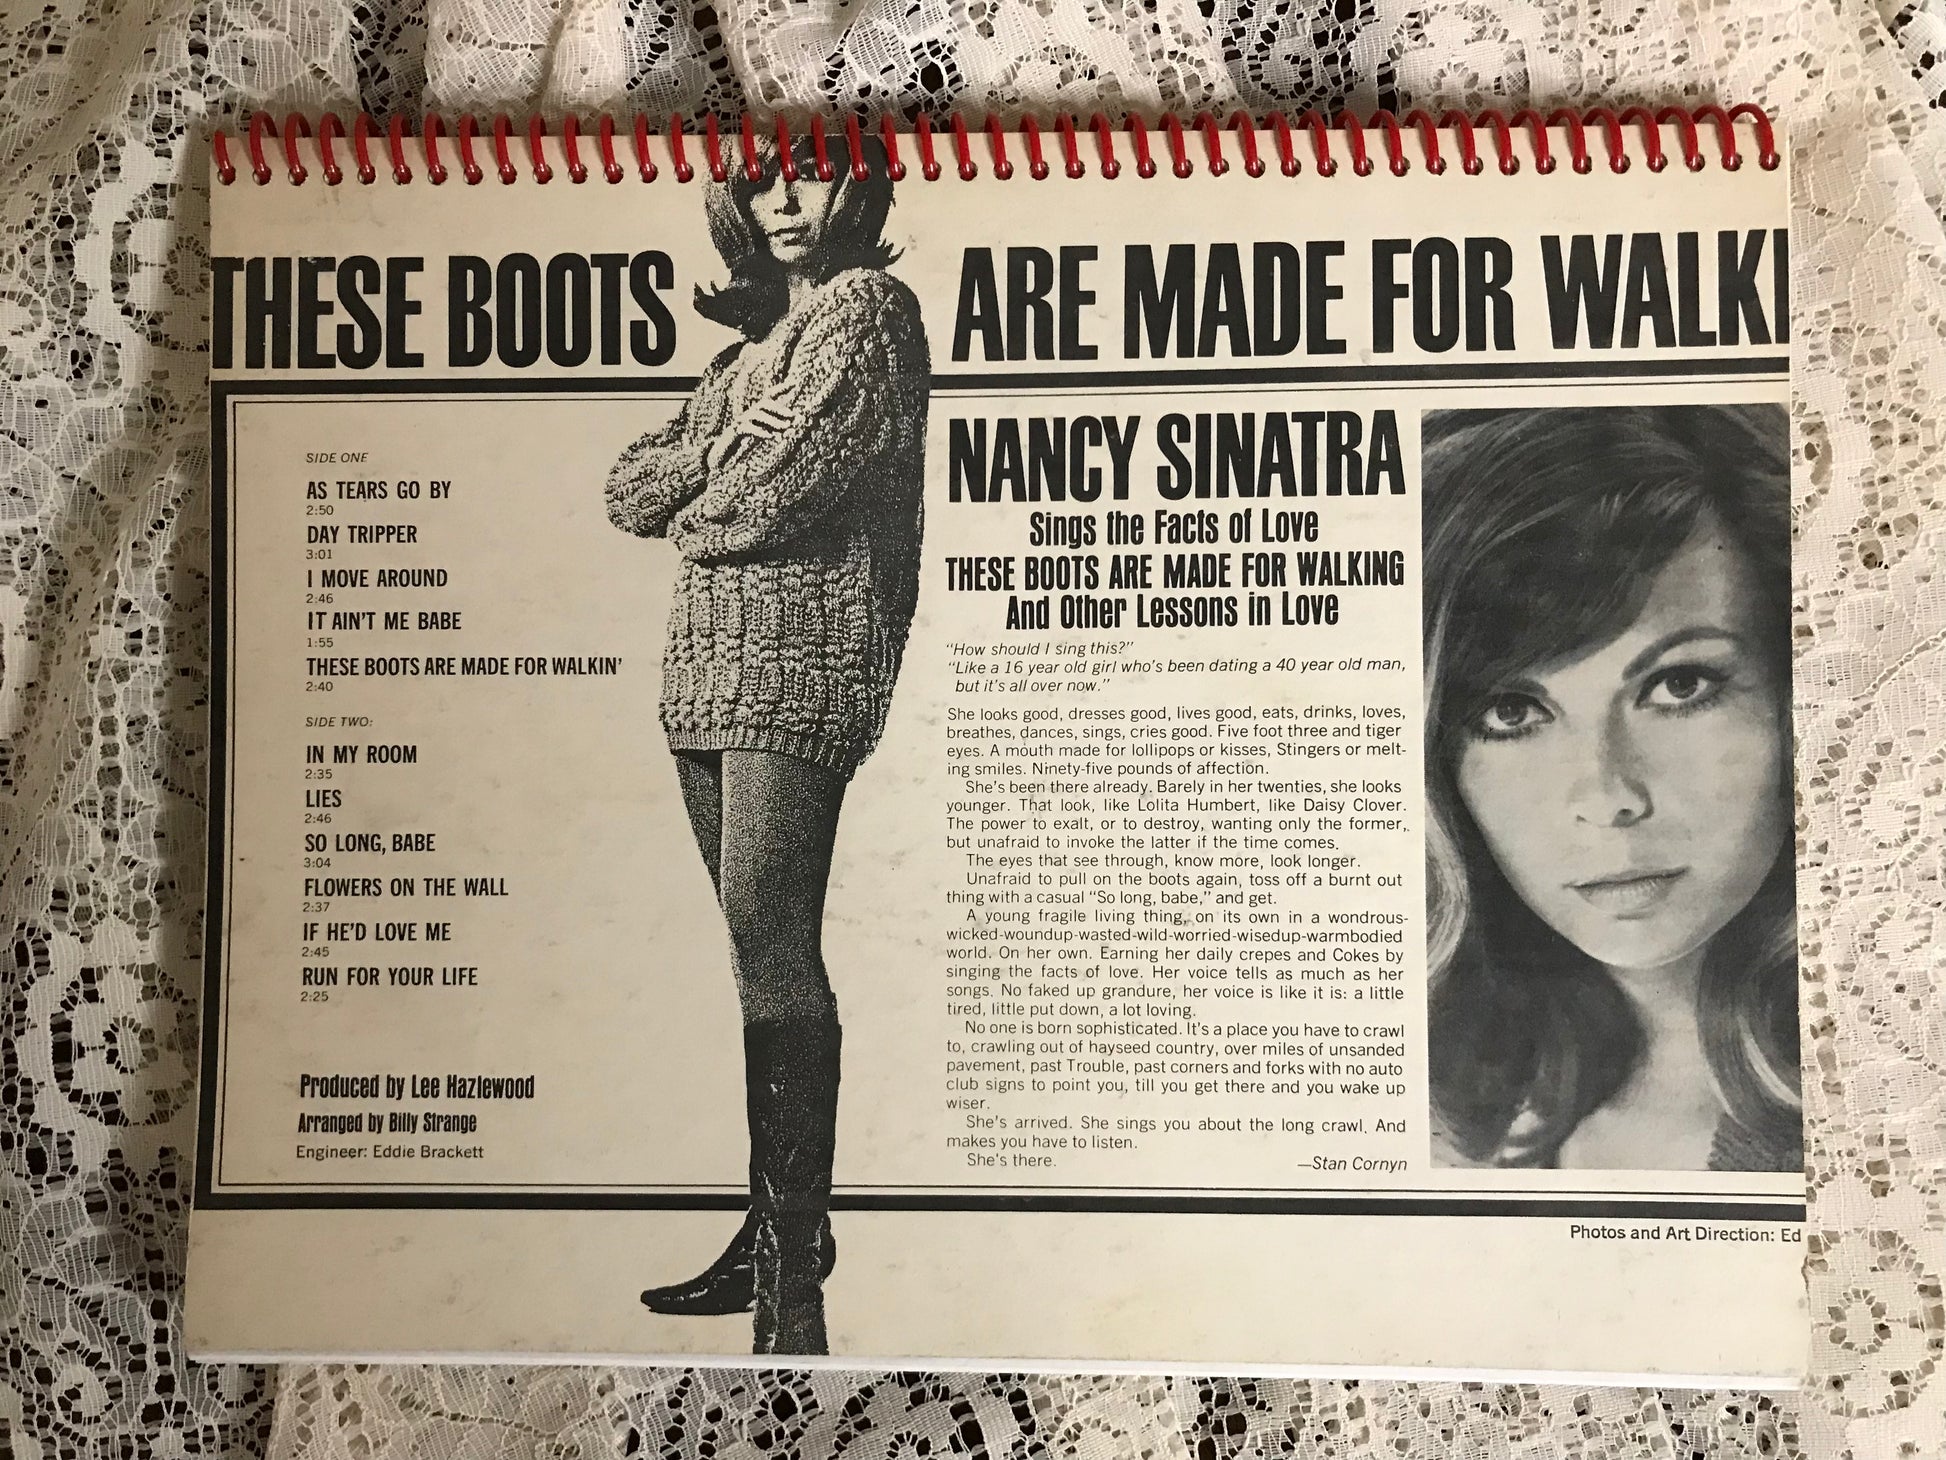 THESE BOOTS ARE MADE FOR WALKI
SIDE ONE
AS TEARS GO BY
2:50
DAY TRIPPER
3:01
I MOVE AROUND
2:46
IT AIN'T ME BABE
1:55
THESE BOOTS ARE MADE FOR WALKIN'
2:40
SIDE TWO:
IN MY ROOM
2:35
LIES
2:46
SO LONG, BABE
3:04
FLOWERS ON THE WALL
2:37
IF HE'D LOVE ME
2:45
RUN FOR YOUR LIFE
2:25
Produced by Lee Hazlewood
Arranged by Billy Strange
Engineer: Eddie Brackett
NANCY SINATRA
Sings the Facts of Love
THESE BOOTS ARE MADE FOR WALKING
And Other Lessons in Love
"How should I sing this?"
"Like a 16 year old girl who's been dating a 40 year old man,
but it's all over now."
She looks good, dresses good, lives good, eats, drinks, loves,
breathes, dances, sings, cries good. Five foot three and tiger
eyes. A mouth made for lollipops or kisses, Stingers or melt-
ing smiles. Ninety-five pounds of affection.
She's been there already. Barely in her twenties, she looks
younger. That look, like Lolita Humbert, like Daisy Clover.
The power to exalt, or to destroy, wanting only the former,
but unafraid to invoke the latter if the time comes.
The eyes that see through, know more, look longer.
Unafraid to pull on the boots again, toss off a burnt out
thing with a casual "So long, babe," and get.
A young fragile living thing, on its own in a wondrous-
wicked-woundup-wasted-wild-worried-wisedup-warmbodied
world. On her own. Earning her daily crepes and Cokes by
singing the facts of love. Her voice tells as much as her
songs. No faked up grandure, her voice is like it is: a little
tired, little put down, a lot loving.
No one is born sophisticated. It's a place you have to crawl
to, crawling out of hayseed country, over miles of unsanded
pavement, past Trouble, past corners and forks with no auto
club signs to point you, till you get there and you wake up
wiser.
She's arrived. She sings you about the long crawl. And
makes you have to listen.
She's there.
—Stan Cornyn
Photos and Art Direction: Ed